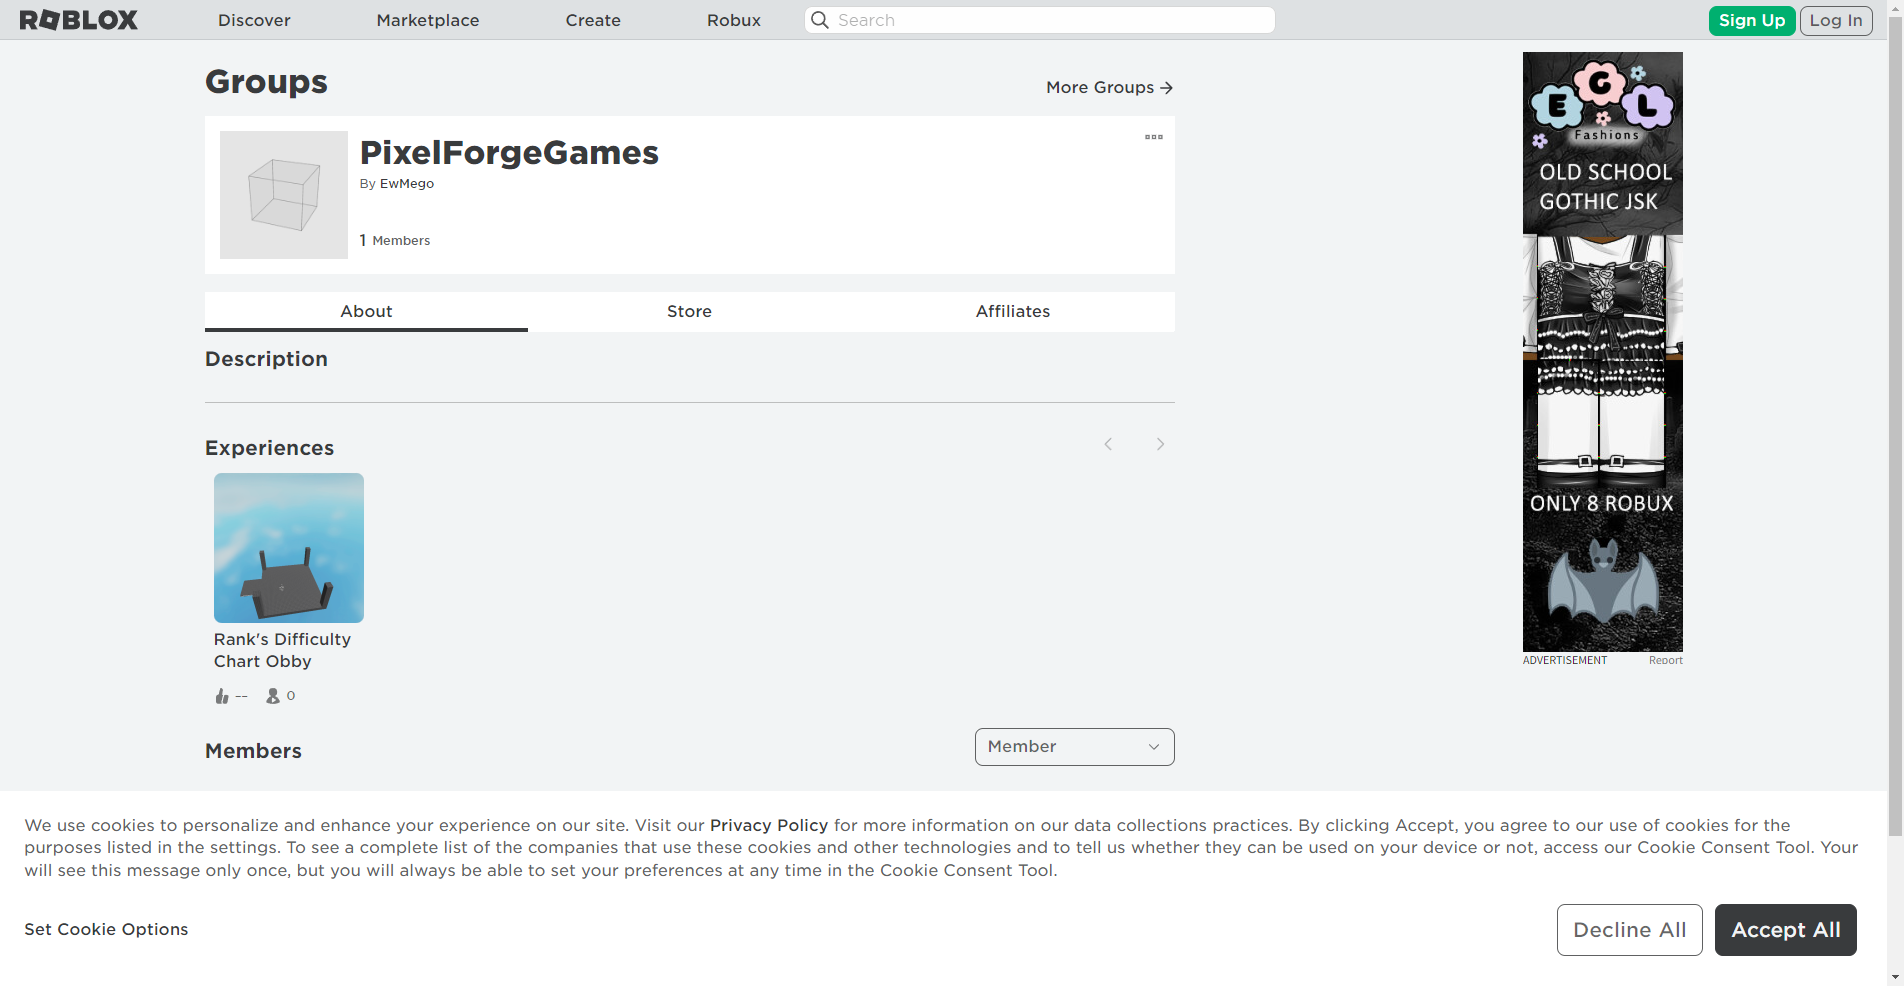 ROBLOX
Discover
Marketplace
Create
Robux
Search
Sign Up
Log In
Groups
More Groups →
PixelForgeGames
By EwMego
1 Members
About
Store
Affiliates
Description
Experiences
Rank's Difficulty
Chart Obby
--
0
Members
Member
E G L
Fashions
OLD SCHOOL
GOTHIC JSK
ONLY 8 ROBUX
ADVERTISEMENT
Report
We use cookies to personalize and enhance your experience on our site. Visit our Privacy Policy for more information on our data collections practices. By clicking Accept, you agree to our use of cookies for the
purposes listed in the settings. To see a complete list of the companies that use these cookies and other technologies and to tell us whether they can be used on your device or not, access our Cookie Consent Tool. Your
will see this message only once, but you will always be able to set your preferences at any time in the Cookie Consent Tool.
Set Cookie Options
Decline All
Accept All